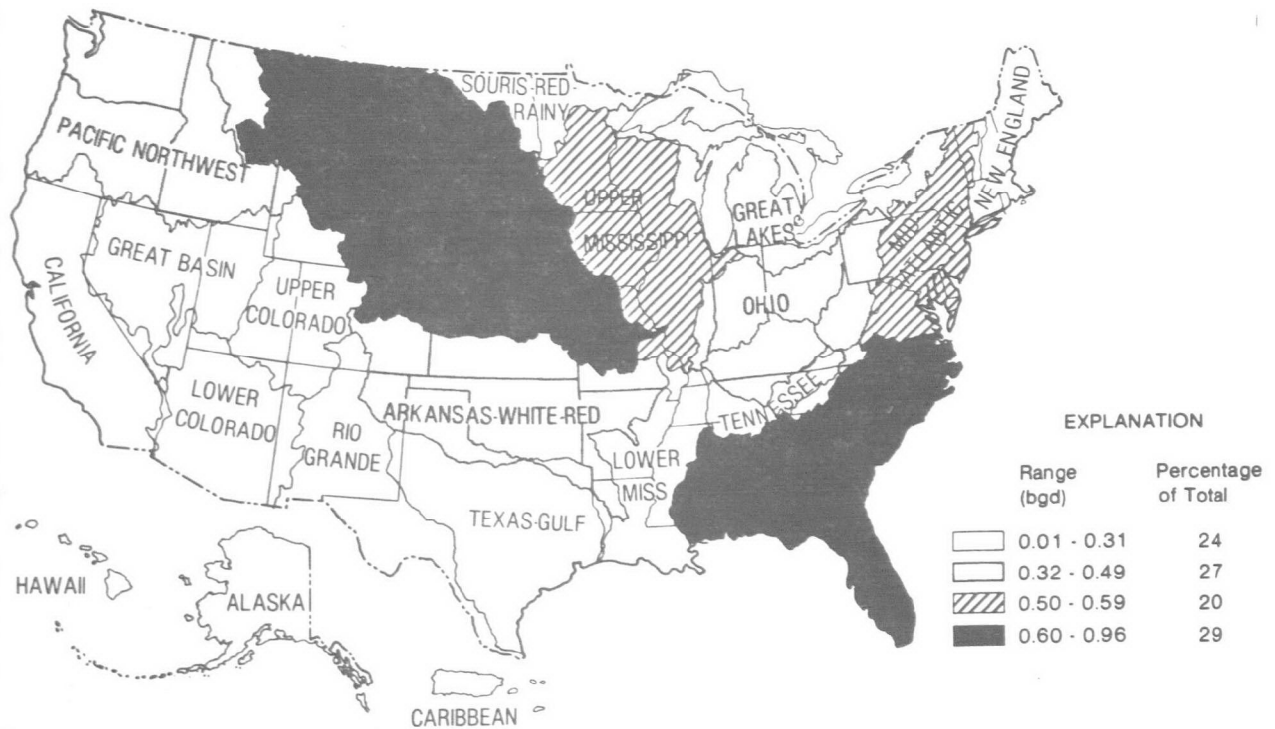 SOURIS-RED-
RAINY
PACIFIC NORTHWEST
NEW ENGLAND
UPPER
MISSISSIPPI
GREAT
LAKES
MID
ATLANTIC
GREAT BASIN
CALIFORNIA
UPPER
COLORADO
OHIO
LOWER
COLORADO
RIO
GRANDE
ARKANSAS-WHITE-RED
TENNESSEE
LOWER
MISS
TEXAS-GULF
HAWAII
ALASKA
CARIBBEAN
EXPLANATION
Range Percentage
(bgd) of Total
0.01 - 0.31 24
0.32 - 0.49 27
0.50 - 0.59 20
0.60 - 0.96 29